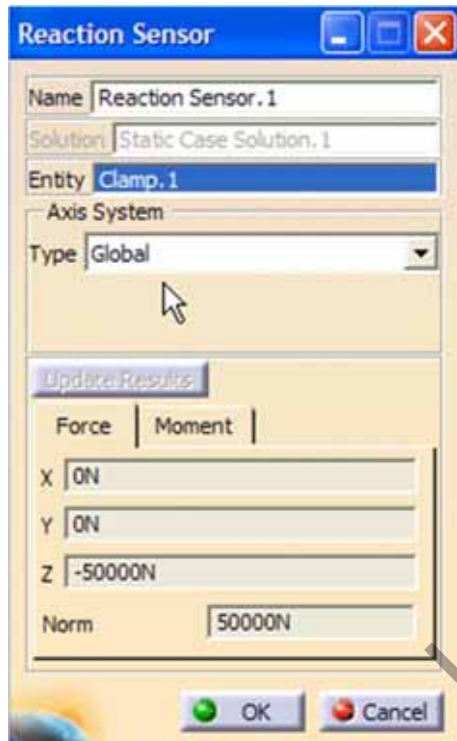 Reaction Sensor
Name Reaction Sensor.1
Solution Static Case Solution.1
Entity Clamp.1
Axis System
Type Global
Update Results
Force Moment
X 0N
Y 0N
Z -50000N
Norm 50000N
OK Cancel